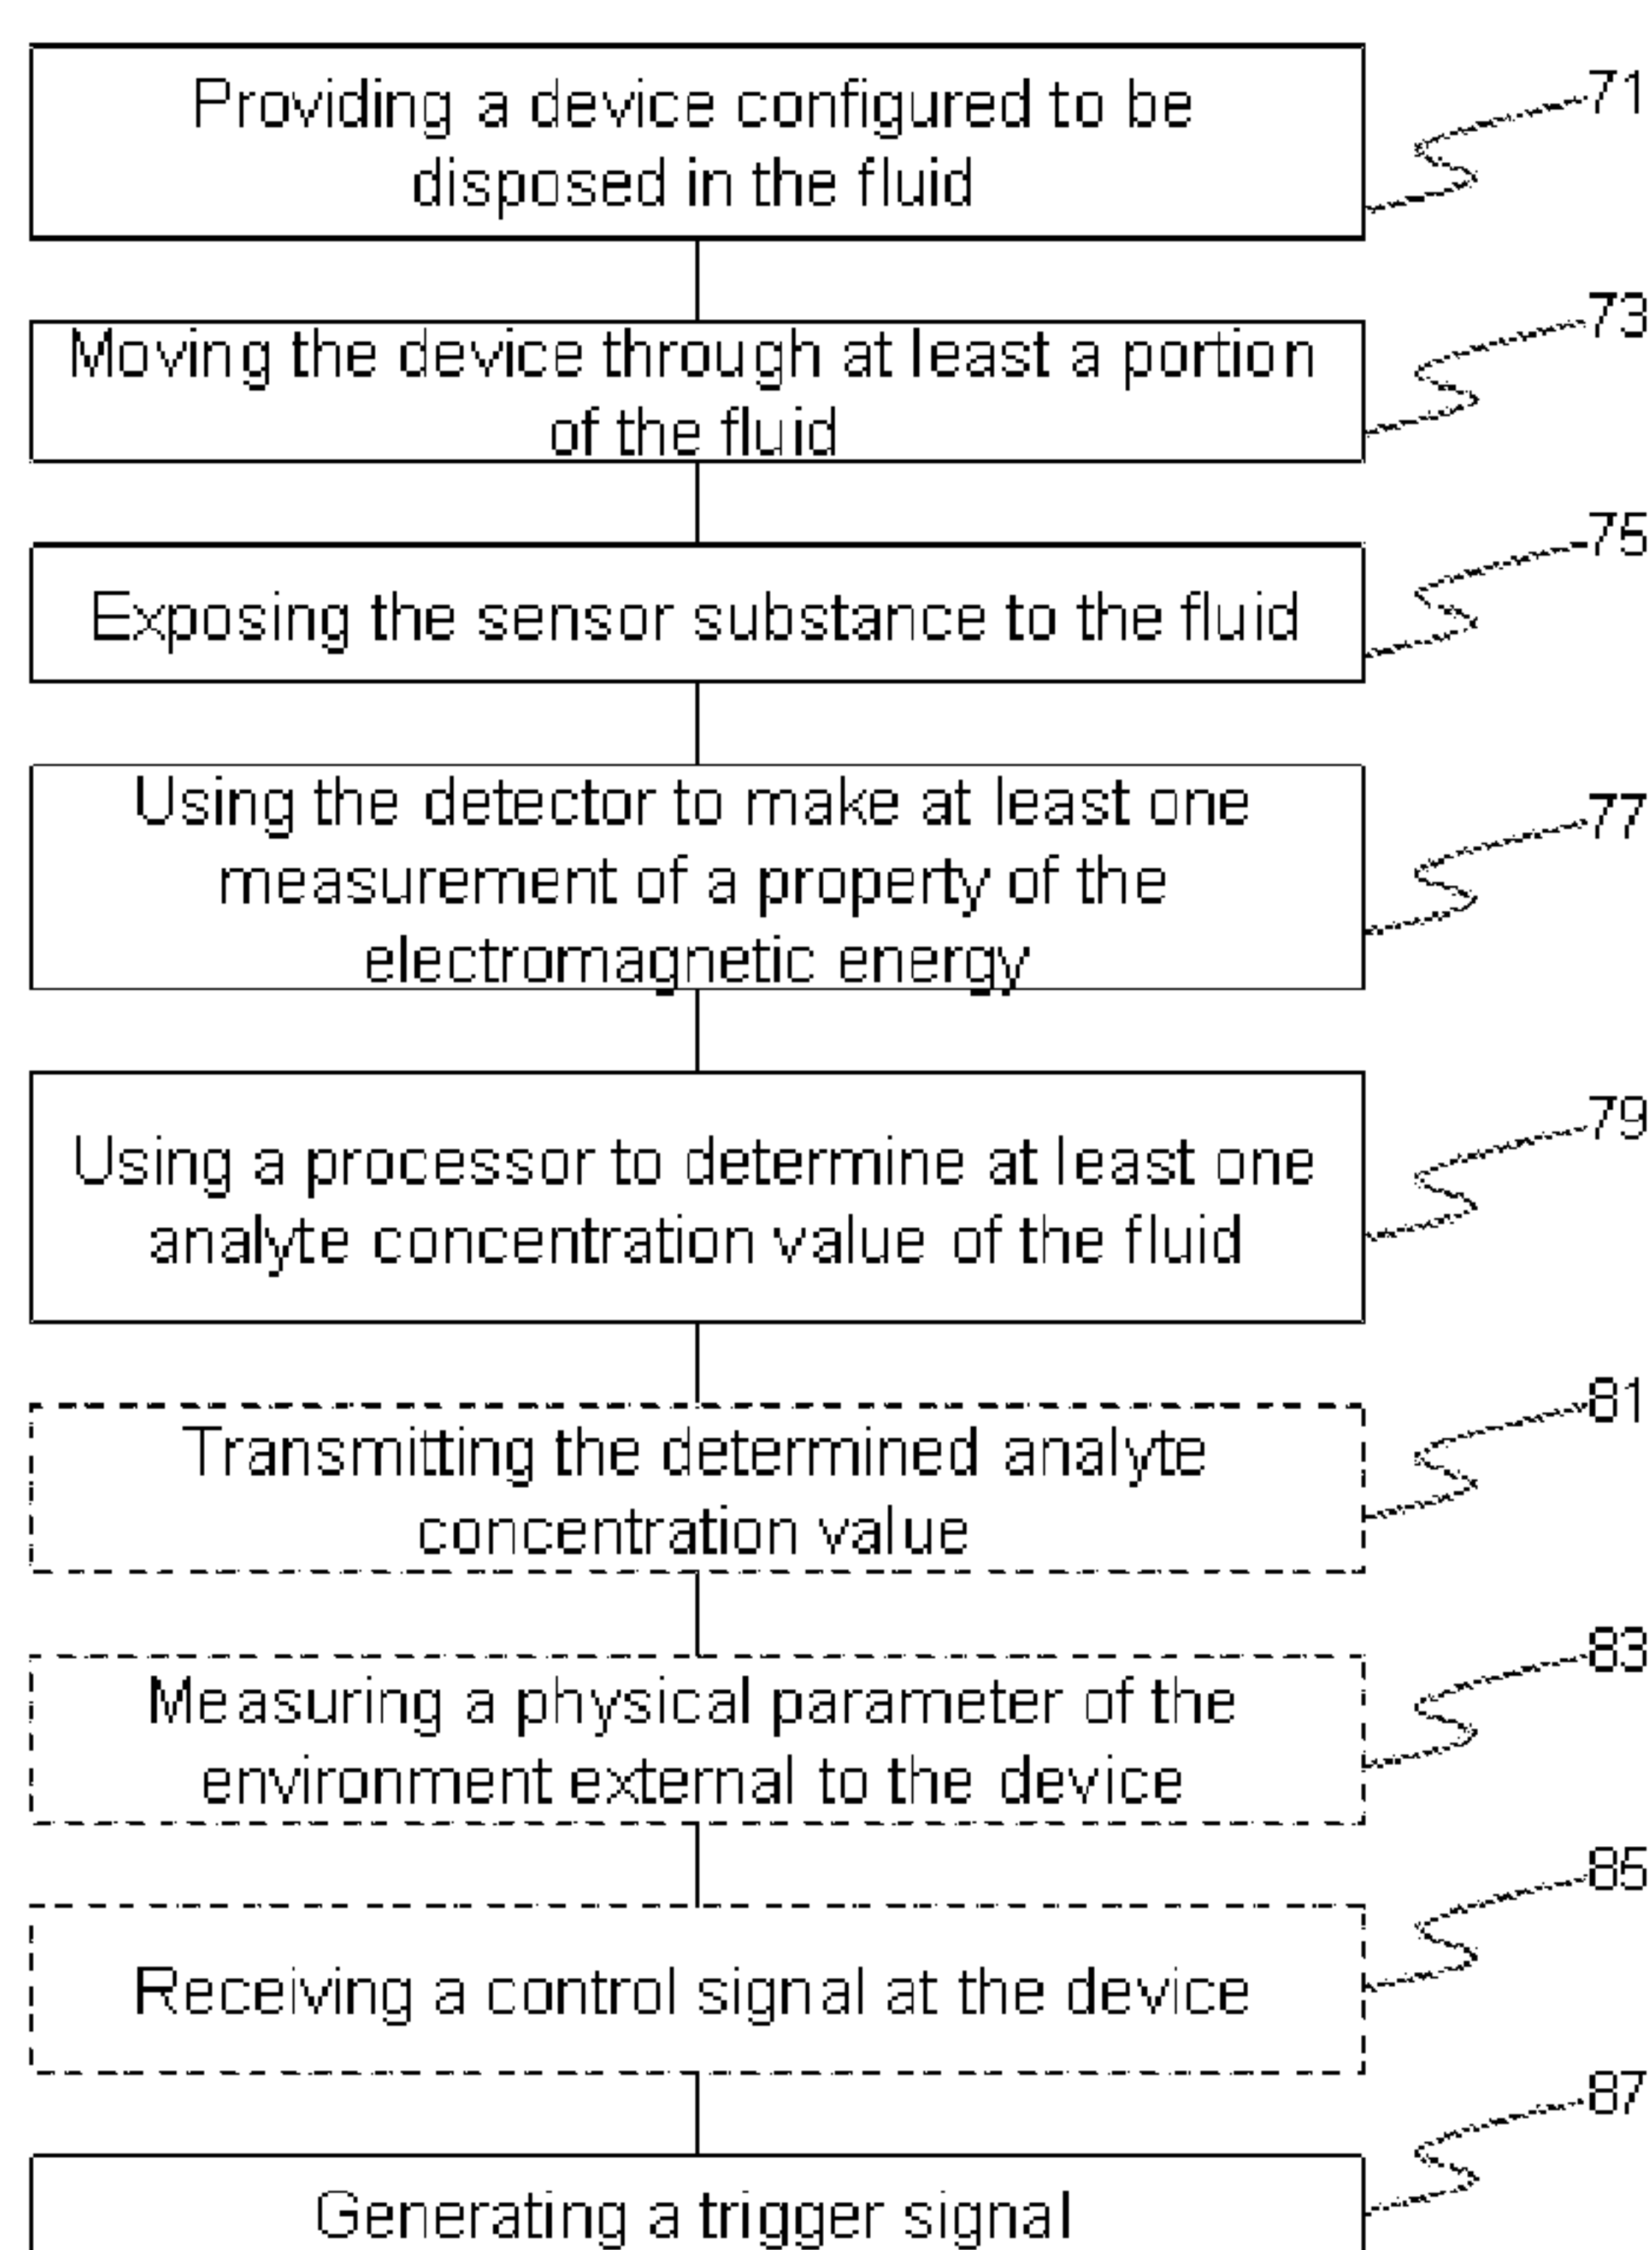 Providing a device configured to be
disposed in the fluid
71
Moving the device through at least a portion
of the fluid
73
Exposing the sensor substance to the fluid
75
Using the detector to make at least one
measurement of a property of the
electromagnetic energy
77
Using a processor to determine at least one
analyte concentration value of the fluid
79
Transmitting the determined analyte
concentration value
81
Measuring a physical parameter of the
environment external to the device
83
Receiving a control signal at the device
85
Generating a trigger signal
87